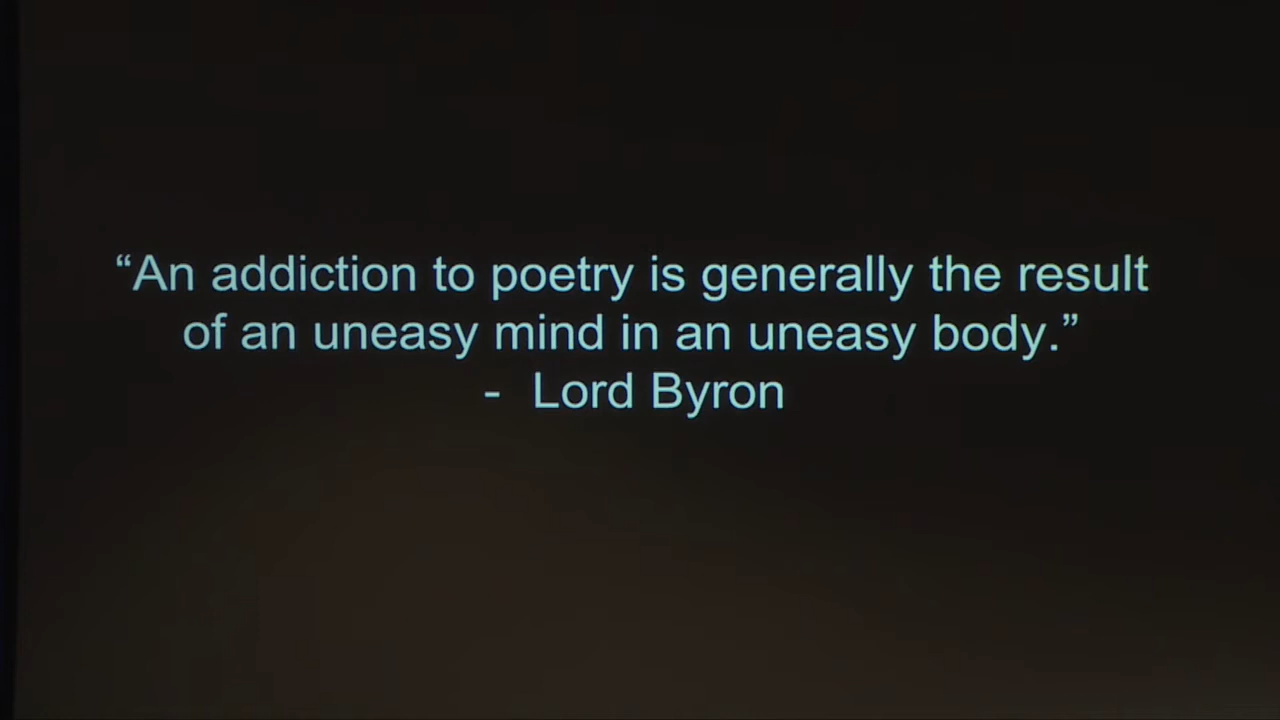 “An addiction to poetry is generally the result
of an uneasy mind in an uneasy body.”
- Lord Byron